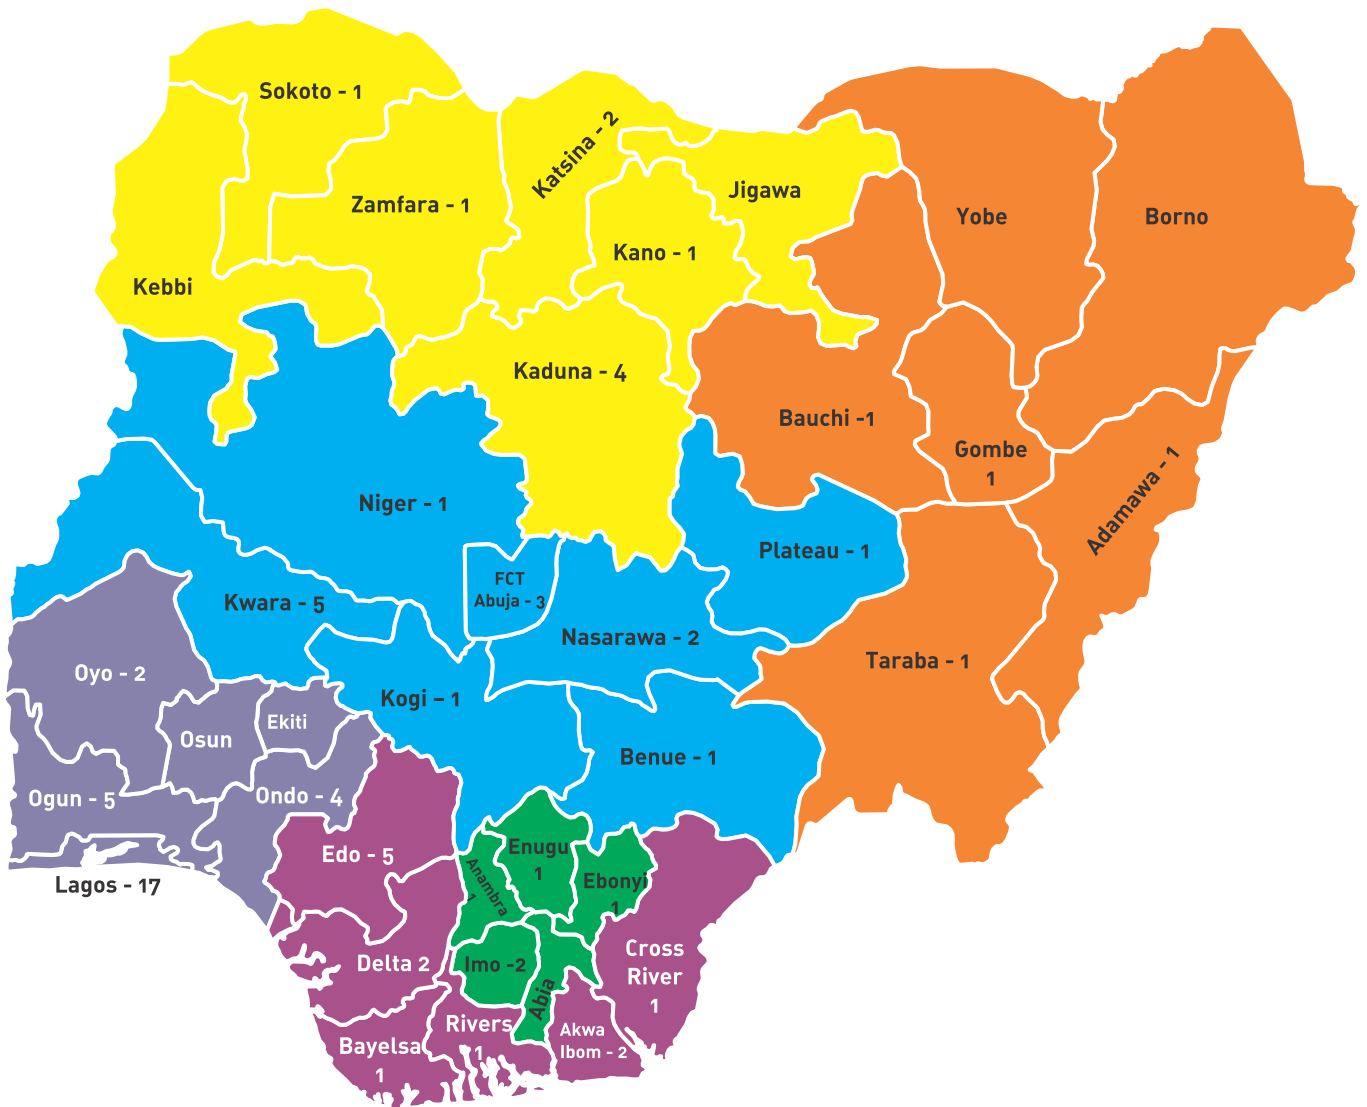 Sokoto - 1
Katsina - 2
Zamfara - 1
Jigawa
Kano - 1
Yobe
Borno
Kebbi
Kaduna - 4
Bauchi -1
Gombe
1
Adamawa - 1
Niger - 1
Plateau - 1
FCT
Abuja - 3
Kwara - 5
Nasarawa - 2
Taraba - 1
Oyo - 2
Kogi – 1
Ekiti
Osun
Benue - 1
Ogun - 5
Ondo - 4
Edo - 5
Lagos - 17
Enugu
1
Anambra
1
Ebonyi
1
Delta 2
Imo -2
Cross
River
1
Abia
Rivers
1
Akwa
Ibom - 2
Bayelsa
1